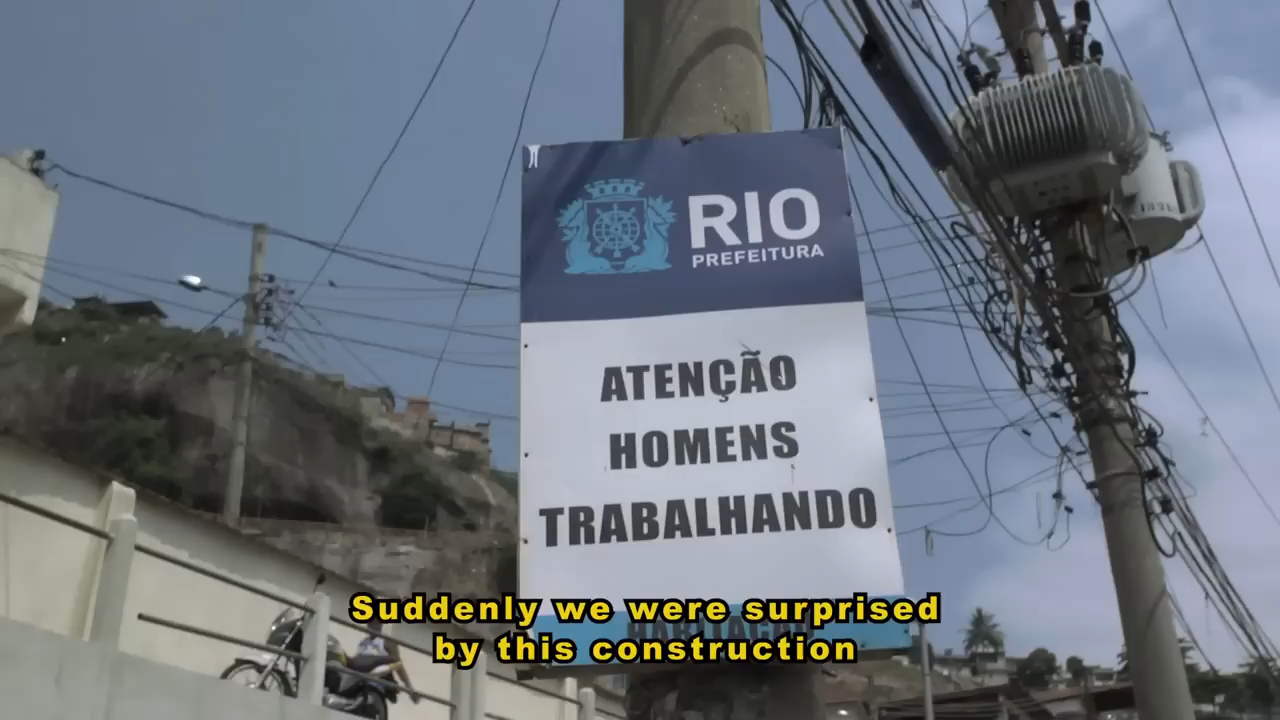 RIO
PREFEITURA
ATENÇÃO
HOMENS
TRABALHANDO
Suddenly we were surprised
by this construction